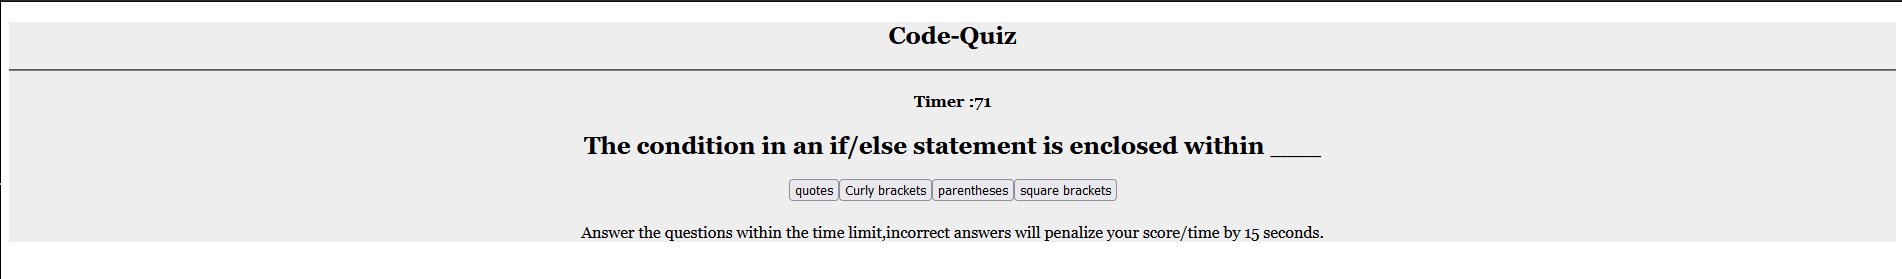 Code-Quiz
Timer :71
The condition in an if/else statement is enclosed within ___
quotes Curly brackets parentheses square brackets
Answer the questions within the time limit,incorrect answers will penalize your score/time by 15 seconds.